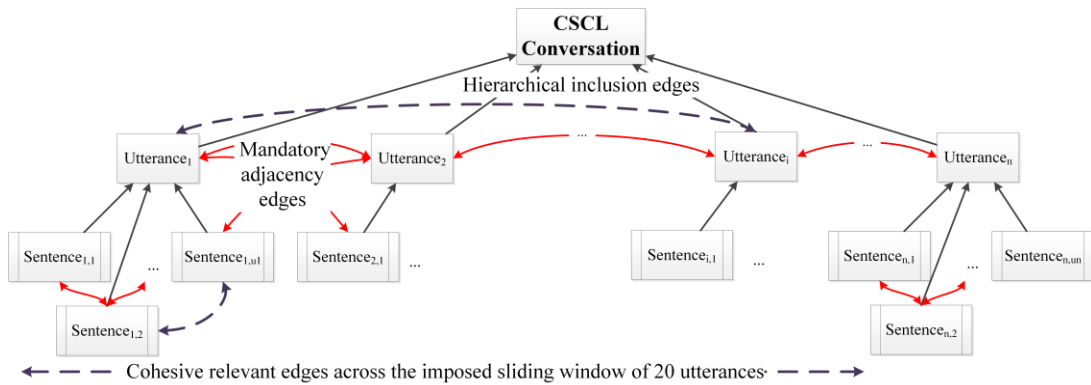 CSCL
Conversation
Hierarchical inclusion edges
...
...
Utterance1
Mandatory
adjacency
edges
Utterance2
Utterancei
Utterancen
Sentence1,1
...
Sentence1,u1
Sentence2,1
...
Sentencei,1
...
Sentencen,1
...
Sentencen,un
Sentence1,2
Sentencen,2
Cohesive relevant edges across the imposed sliding window of 20 utterances